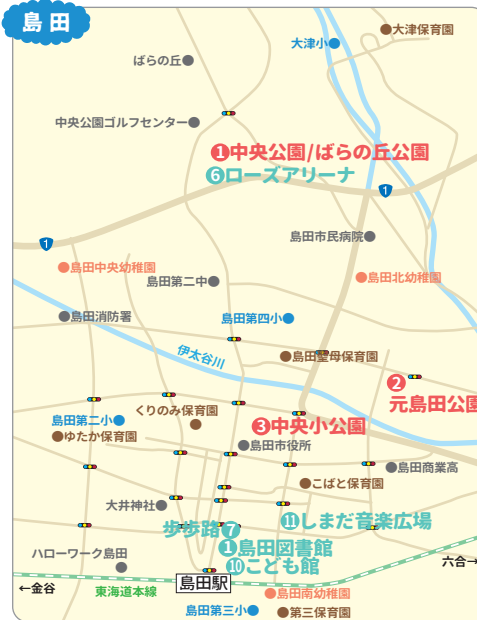 島田
大津保育園
大津小
ばらの丘
中央公園ゴルフセンター
❶中央公園/ばらの丘公園
❻ローズアリーナ
1
島田市民病院
1
島田中央幼稚園
島田第二中
島田北幼稚園
島田消防署
島田第四小
伊太谷川
島田聖母保育園
❷
元島田公園
くりのみ保育園
島田第二小
❸中央小公園
ゆたか保育園
島田市役所
島田商業高
こばと保育園
大井神社
⓫しまだ音楽広場
歩歩路❼
❶島田図書館
ハローワーク島田
❿こども館
六合→
←金谷
東海道本線
島田駅
島田南幼稚園
島田第三小
第三保育園